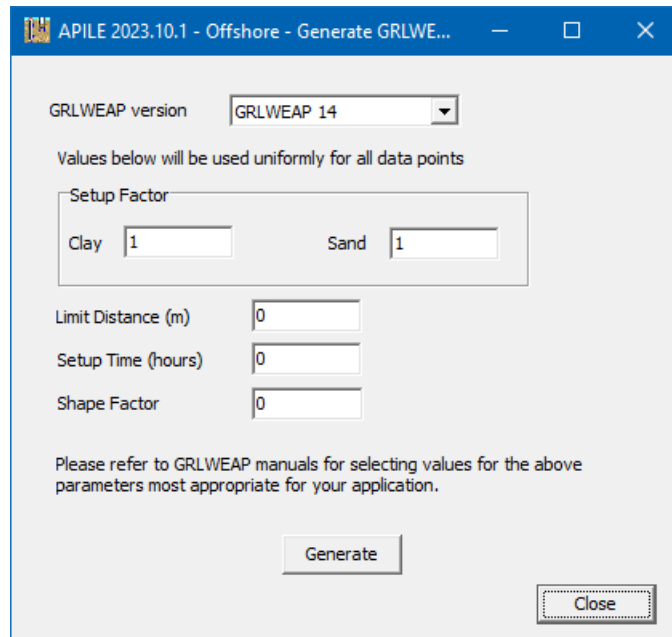 APILE 2023.10.1 - Offshore - Generate GRLWE...
GRLWEAP version GRLWEAP 14
Values below will be used uniformly for all data points
Setup Factor
Clay 1 Sand 1
Limit Distance (m) 0
Setup Time (hours) 0
Shape Factor 0
Please refer to GRLWEAP manuals for selecting values for the above
parameters most appropriate for your application.
Generate
Close